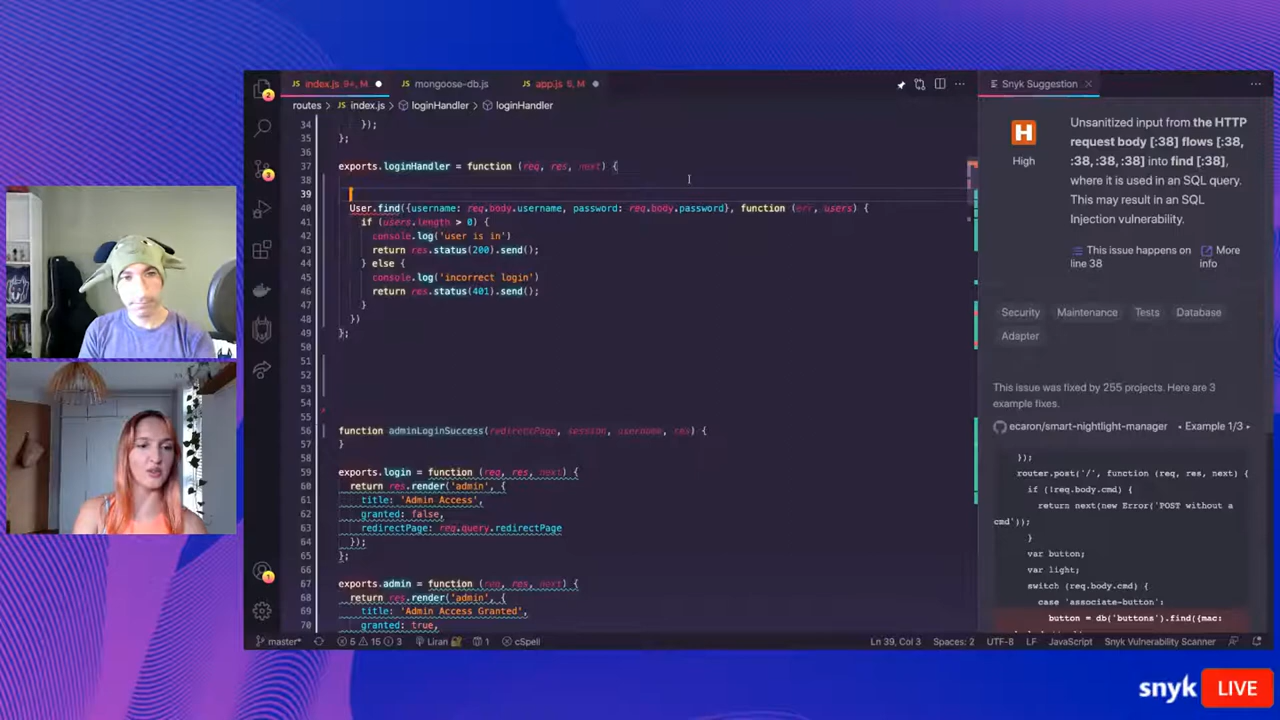 index.js 9+, M
mongoose-db.js
app.js 6, M
Snyk Suggestion
routes > index.js > loginHandler > loginHandler
H
High
Unsanitized input from the HTTP
request body [:38] flows [:38,
:38, :38, :38] into find [:38],
where it is used in an SQL query.
This may result in an SQL
Injection vulnerability.
This issue happens on
line 38
More
info
Security
Maintenance
Tests
Database
Adapter
This issue was fixed by 255 projects. Here are 3
example fixes.
ecaron/smart-nightlight-manager
• Example 1/3
});
router.post('/', function (req, res, next) {
if (!req.body.cmd) {
return next(new Error('POST without a
cmd'));
}
var button;
var light;
switch (req.body.cmd) {
case 'associate-button':
button = db('buttons').find({mac:
34 });
35 };
36
37 exports.loginHandler = function (req, res, next) {
38
39
40 User.find({username: req.body.username, password: req.body.password}, function (err, users) {
41 if (users.length > 0) {
42 console.log('user is in')
43 return res.status(200).send();
44 } else {
45 console.log('incorrect login')
46 return res.status(401).send();
47 }
48 })
49 };
50
51
52
53
54
55
56 function adminLoginSuccess(redirectPage, session, username, res) {
57 }
58
59 exports.login = function (req, res, next) {
60 return res.render('admin', {
61 title: 'Admin Access',
62 granted: false,
63 redirectPage: req.query.redirectPage
64 });
65 };
66
67 exports.admin = function (req, res, next) {
68 return res.render('admin', {
69 title: 'Admin Access Granted',
70 granted: true,
2
3
1
master*
5 15 3
Liran
1
cSpell
Ln 39, Col 3
Spaces: 2
UTF-8
LF
JavaScript
Snyk Vulnerability Scanner
snyk LIVE